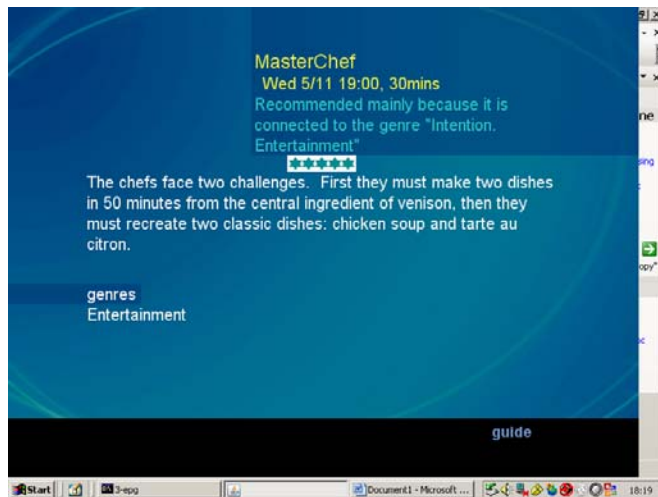 MasterChef
Wed 5/11 19:00, 30mins
Recommended mainly because it is
connected to the genre "Intention.
Entertainment"
The chefs face two challenges.  First they must make two dishes
in 50 minutes from the central ingredient of venison, then they
must recreate two classic dishes: chicken soup and tarte au
citron.
genres
Entertainment
guide
ne
sing
opy"
Start
3-epg
Document1 - Microsoft ...
18:19